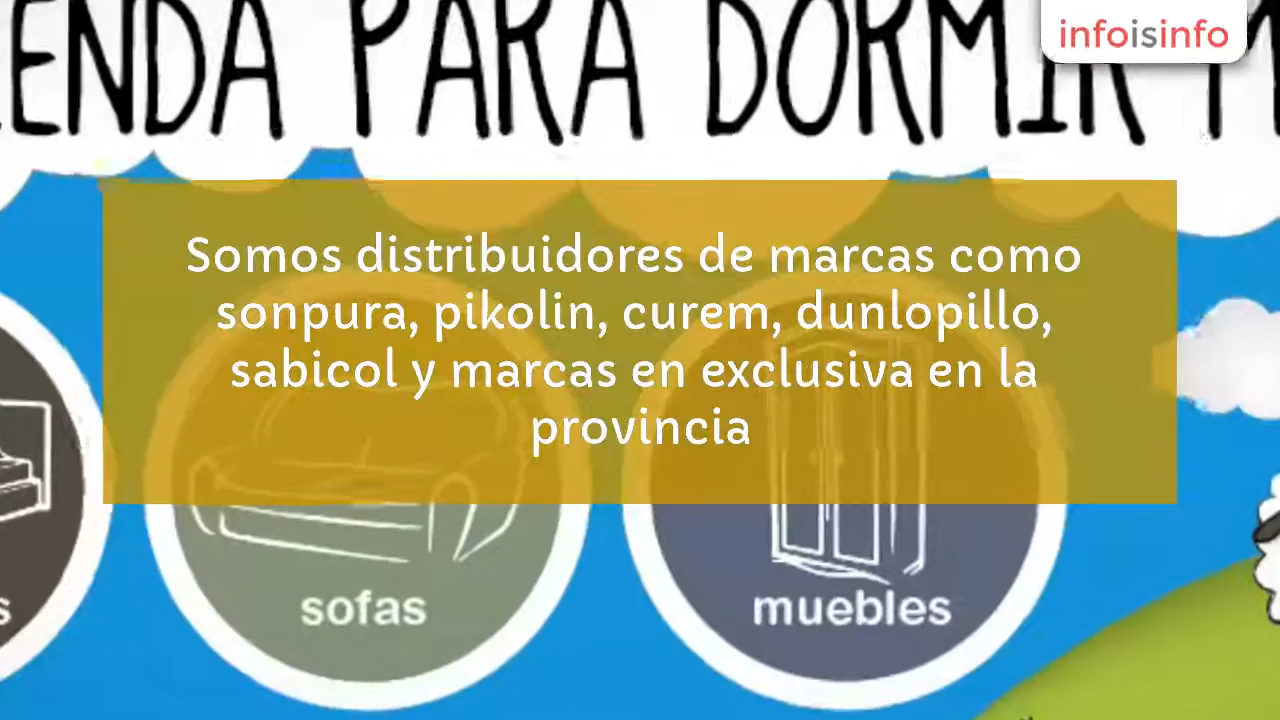 ENDA PARA DORMIR M
infoisinfo
Somos distribuidores de marcas como
sonpura, pikolin, curem, dunlopillo,
sabicol y marcas en exclusiva en la
provincia
s
sofas
muebles